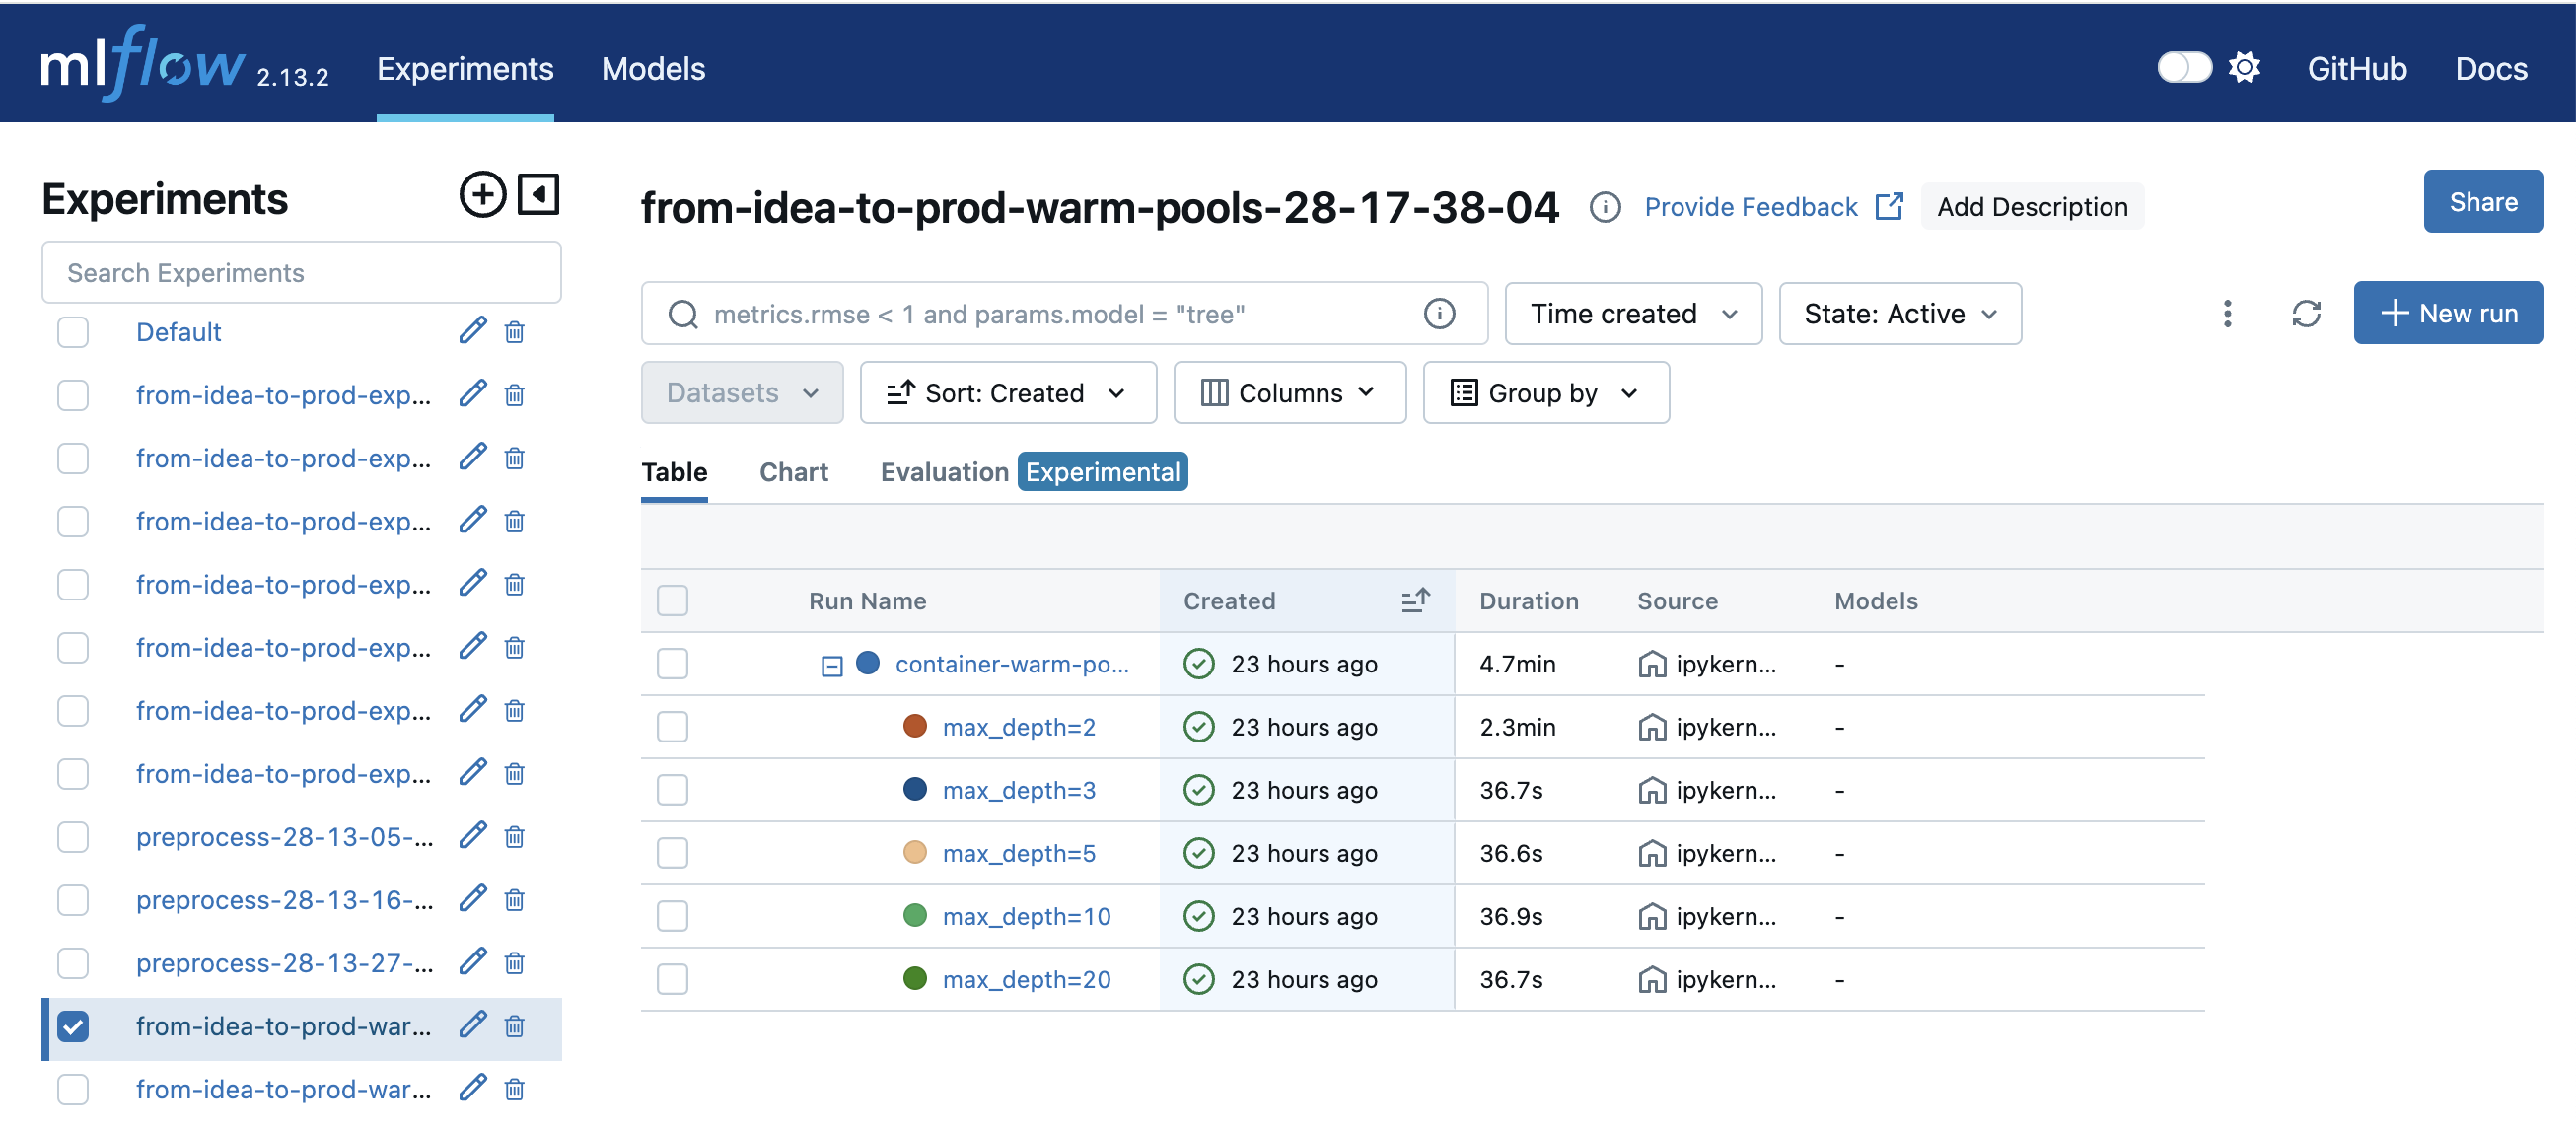 mlflow 2.13.2 Experiments Models GitHub Docs
Experiments
Search Experiments
Default
from-idea-to-prod-exp...
from-idea-to-prod-exp...
from-idea-to-prod-exp...
from-idea-to-prod-exp...
from-idea-to-prod-exp...
from-idea-to-prod-exp...
from-idea-to-prod-exp...
preprocess-28-13-05-...
preprocess-28-13-16-...
preprocess-28-13-27-...
from-idea-to-prod-war...
from-idea-to-prod-war...
from-idea-to-prod-warm-pools-28-17-38-04 Provide Feedback Add Description Share
metrics.rmse < 1 and params.model = "tree" Time created State: Active New run
Datasets Sort: Created Columns Group by
Table Chart Evaluation Experimental
Run Name Created Duration Source Models
container-warm-po... 23 hours ago 4.7min ipykern... -
max_depth=2 23 hours ago 2.3min ipykern... -
max_depth=3 23 hours ago 36.7s ipykern... -
max_depth=5 23 hours ago 36.6s ipykern... -
max_depth=10 23 hours ago 36.9s ipykern... -
max_depth=20 23 hours ago 36.7s ipykern... -